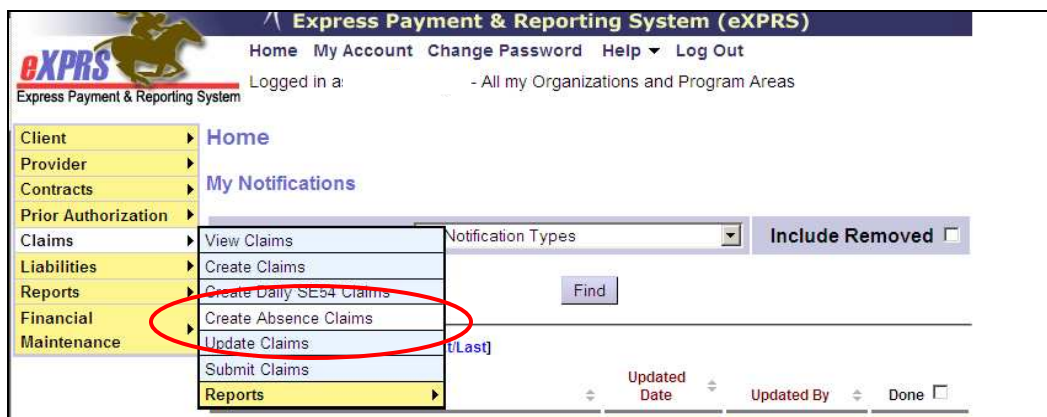 Express Payment & Reporting System (eXPRS)
Home My Account Change Password Help Log Out
eXPRS
Logged in a - All my Organizations and Program Areas
Express Payment & Reporting System
Client
Provider
Contracts
Prior Authorization
Claims
Liabilities
Reports
Financial
Maintenance
Home
My Notifications
View Claims
Create Claims
Create Daily SE54 Claims
Create Absence Claims
Update Claims
Submit Claims
Reports
Notification Types
Include Removed
Find
t/Last]
Updated
Date
Updated By
Done